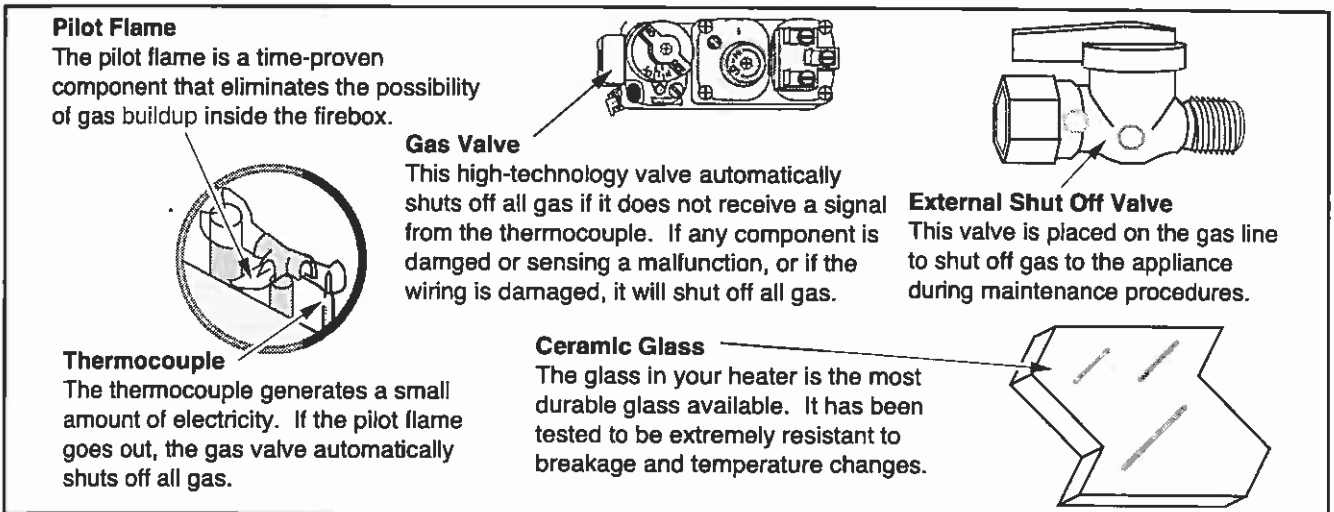 Pilot Flame
The pilot flame is a time-proven
component that eliminates the possibility
of gas buildup inside the firebox.
Gas Valve
This high-technology valve automatically
shuts off all gas if it does not receive a signal
from the thermocouple.  If any component is
damged or sensing a malfunction, or if the
wiring is damaged, it will shut off all gas.
External Shut Off Valve
This valve is placed on the gas line
to shut off gas to the appliance
during maintenance procedures.
Thermocouple
The thermocouple generates a small
amount of electricity.  If the pilot flame
goes out, the gas valve automatically
shuts off all gas.
Ceramic Glass
The glass in your heater is the most
durable glass available.  It has been
tested to be extremely resistant to
breakage and temperature changes.